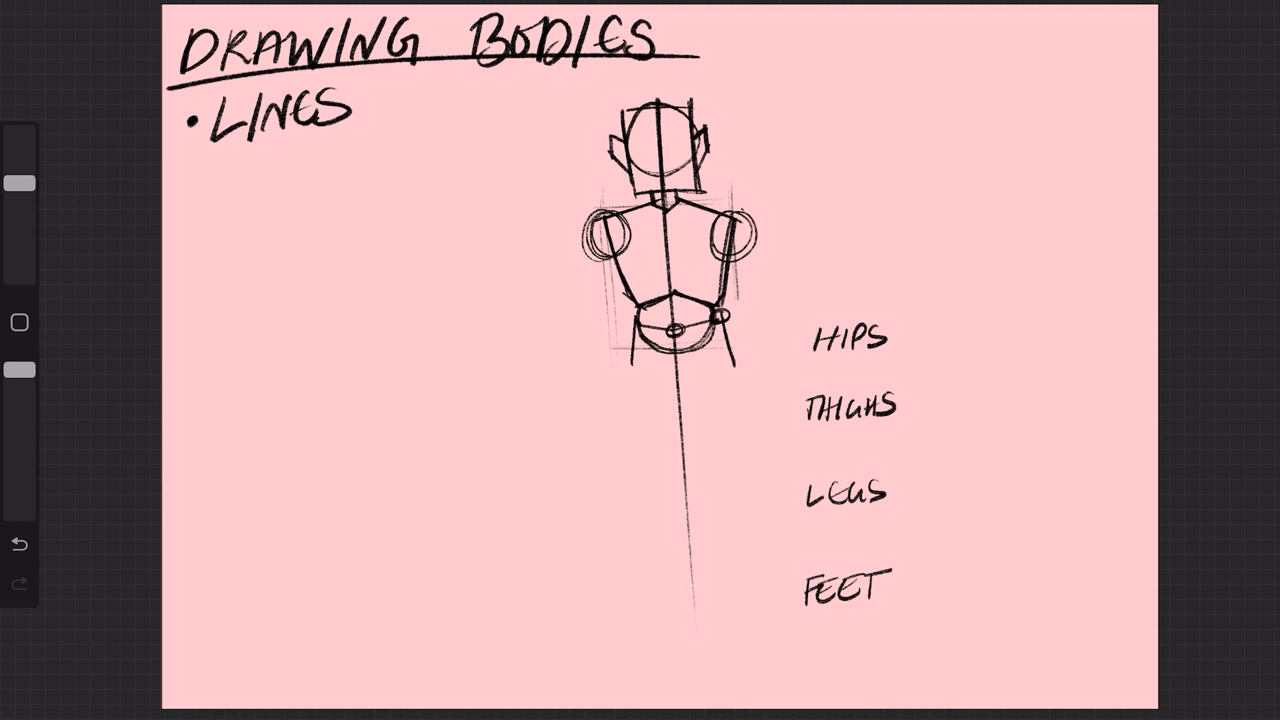 DRAWING BODIES
• LINES
HIPS
THIGHS
LEGS
FEET